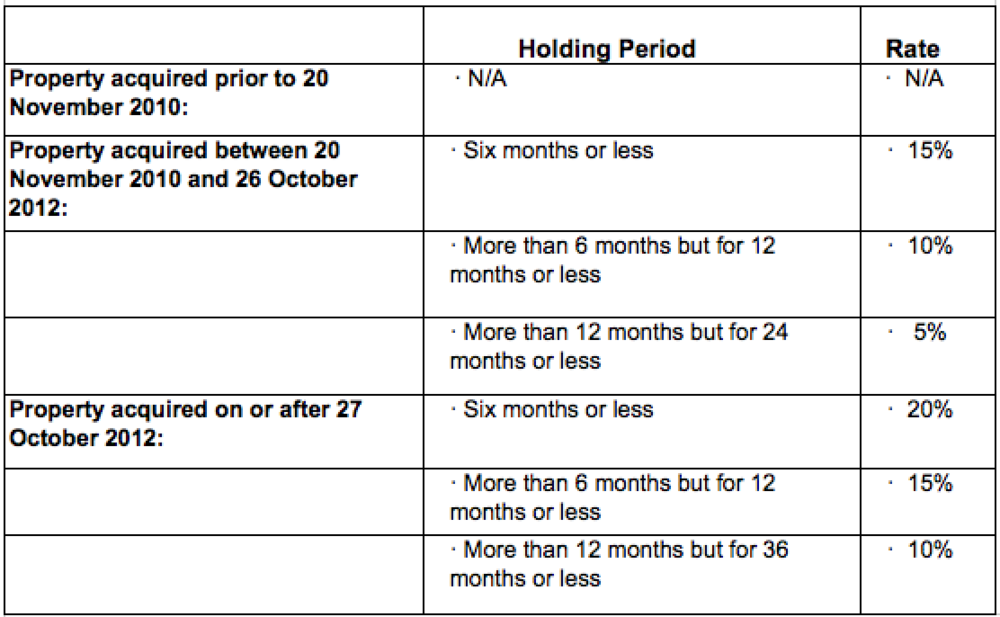 Holding Period Rate
Property acquired prior to 20 · N/A · N/A
November 2010:
Property acquired between 20 · Six months or less · 15%
November 2010 and 26 October
2012:
· More than 6 months but for 12 · 10%
months or less
· More than 12 months but for 24 · 5%
months or less
Property acquired on or after 27 · Six months or less · 20%
October 2012:
· More than 6 months but for 12 · 15%
months or less
· More than 12 months but for 36 · 10%
months or less